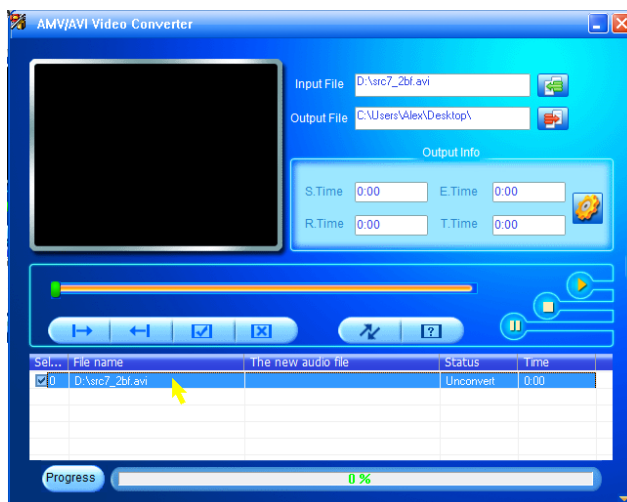 AMV/AVI Video Converter
Input File D:\src7_2bf.avi
Output File C:\Users\Alex\Desktop\
Output Info
S.Time 0:00 E.Time 0:00
R.Time 0:00 T.Time 0:00
?
Sel... File name The new audio file Status Time
0 D:\src7_2bf.avi Unconvert 0:00
Progress 0 %